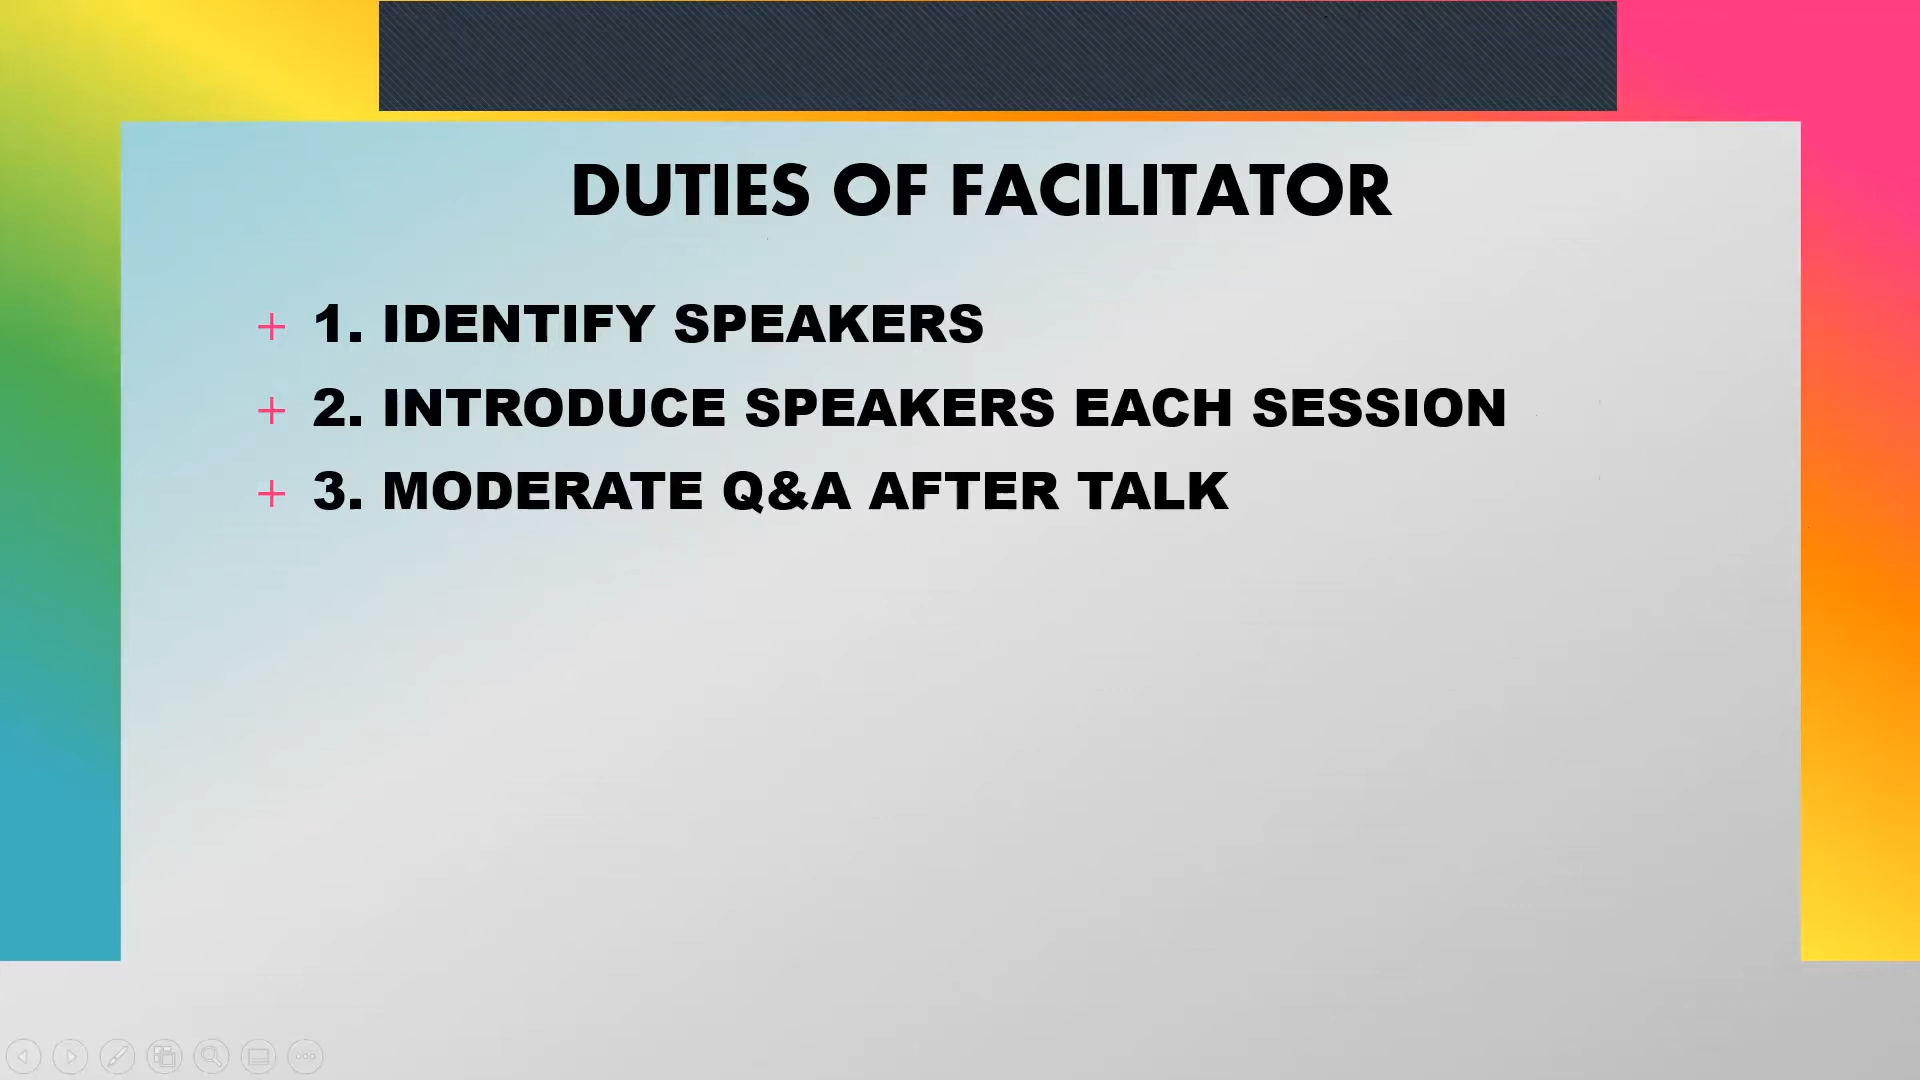 DUTIES OF FACILITATOR
+ 1. IDENTIFY SPEAKERS
+ 2. INTRODUCE SPEAKERS EACH SESSION
+ 3. MODERATE Q&A AFTER TALK